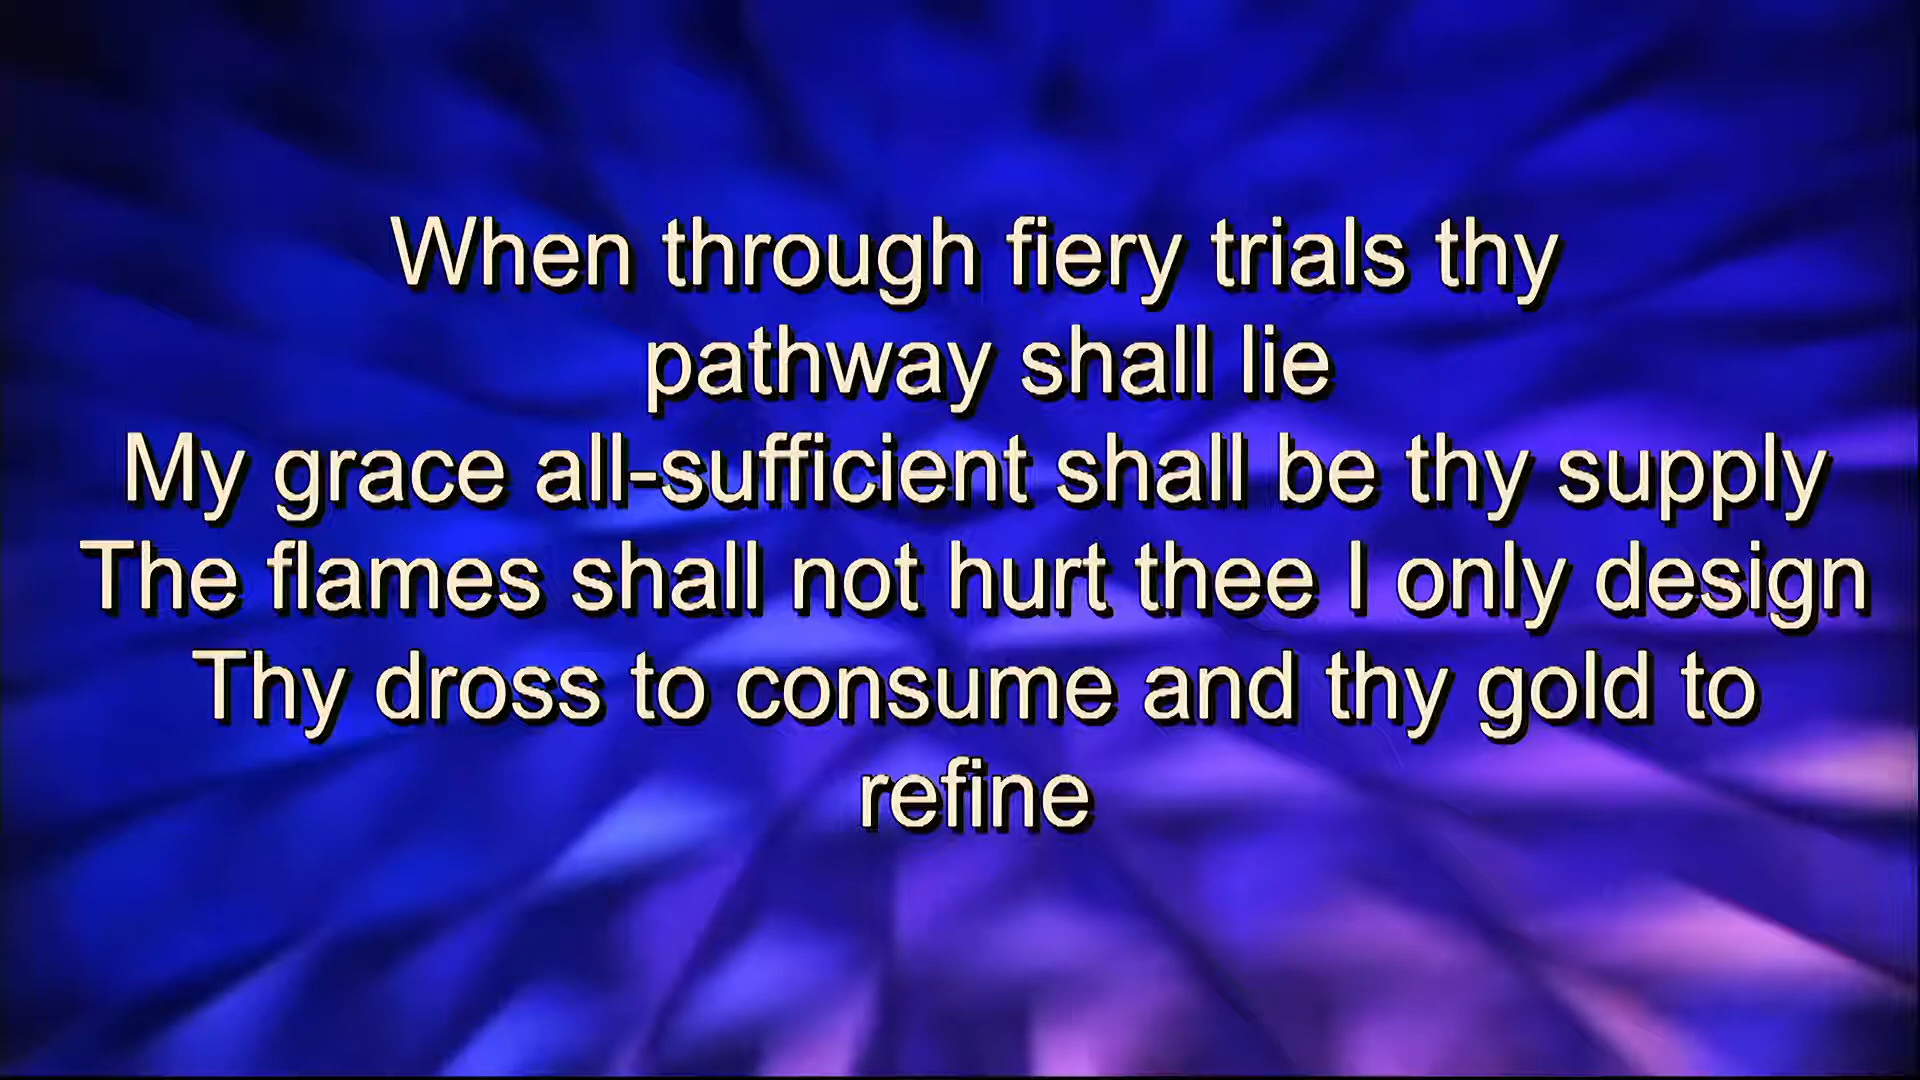 When through fiery trials thy
pathway shall lie
My grace all-sufficient shall be thy supply
The flames shall not hurt thee I only design
Thy dross to consume and thy gold to
refine